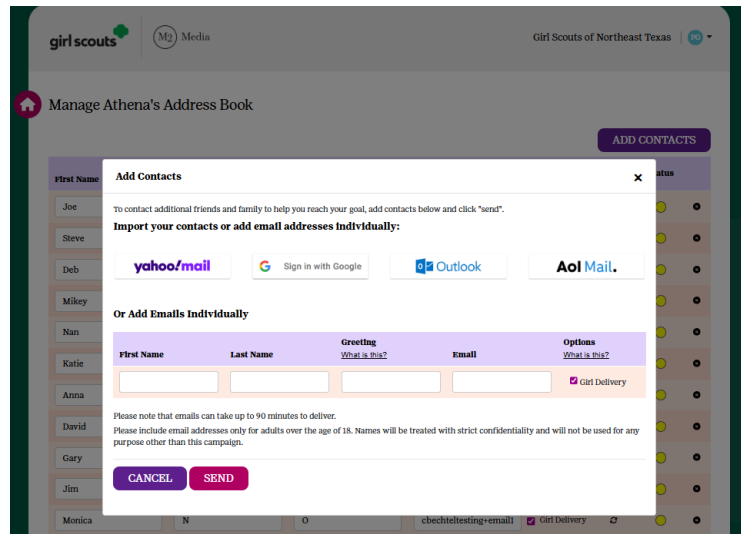 girl scouts
M2 Media
Girl Scouts of Northeast Texas | PG
Manage Athena's Address Book
ADD CONTACTS
First Name
atus
Add Contacts
×
To contact additional friends and family to help you reach your goal, add contacts below and click "send".
Import your contacts or add email addresses individually:
yahoo!mail
G Sign in with Google
Outlook
Aol Mail.
Or Add Emails Individually
First Name
Last Name
Greeting
What is this?
Email
Options
What is this?
Girl Delivery
Please note that emails can take up to 90 minutes to deliver.
Please include email addresses only for adults over the age of 18. Names will be treated with strict confidentiality and will not be used for any
purpose other than this campaign.
CANCEL
SEND
Joe
Steve
Deb
Mikey
Nan
Katie
Anna
David
Gary
Jim
Monica N O cbechteltesting+email1 Girl Delivery